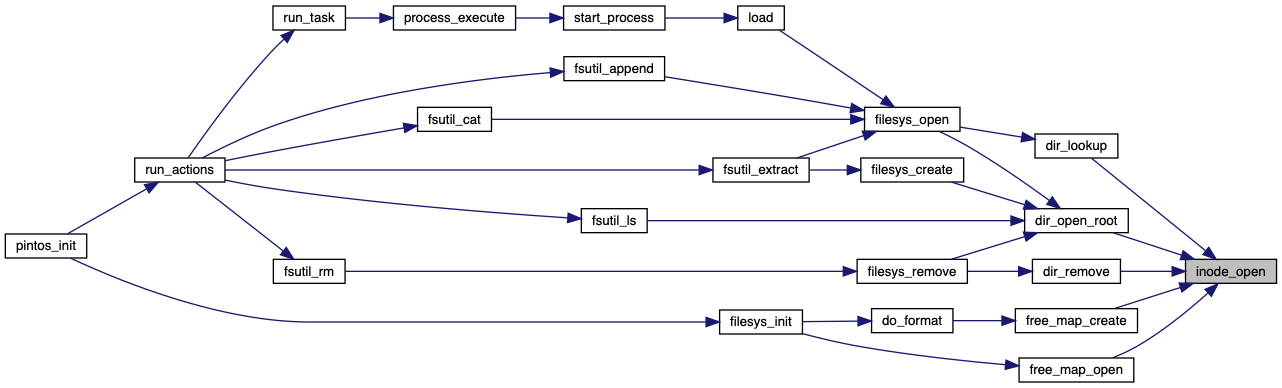 run_task
process_execute
start_process
load
fsutil_append
fsutil_cat
filesys_open
dir_lookup
run_actions
fsutil_extract
filesys_create
fsutil_ls
dir_open_root
pintos_init
fsutil_rm
filesys_remove
dir_remove
inode_open
filesys_init
do_format
free_map_create
free_map_open